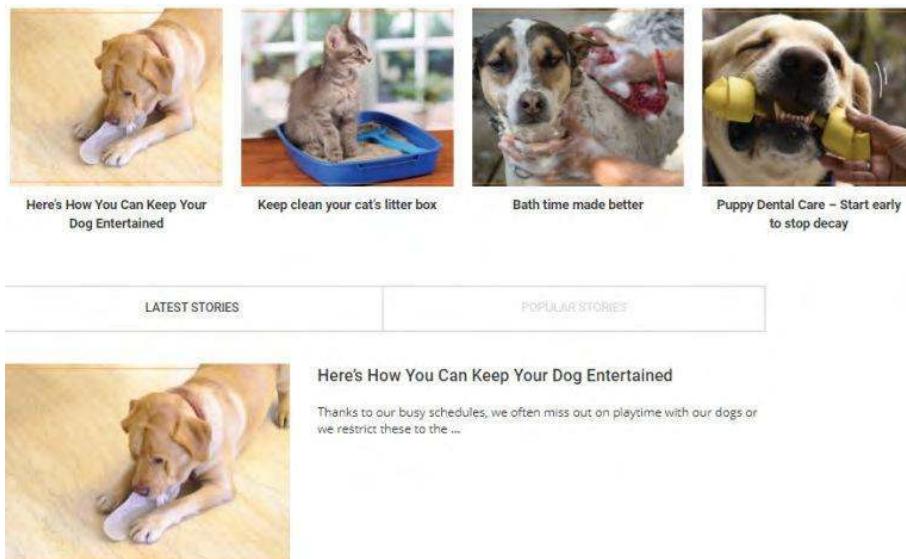 Here's How You Can Keep Your
Dog Entertained
Keep clean your cat's litter box
Bath time made better
Puppy Dental Care – Start early
to stop decay
LATEST STORIES
POPULAR STORIES
Here's How You Can Keep Your Dog Entertained
Thanks to our busy schedules, we often miss out on playtime with our dogs or
we restrict these to the ...